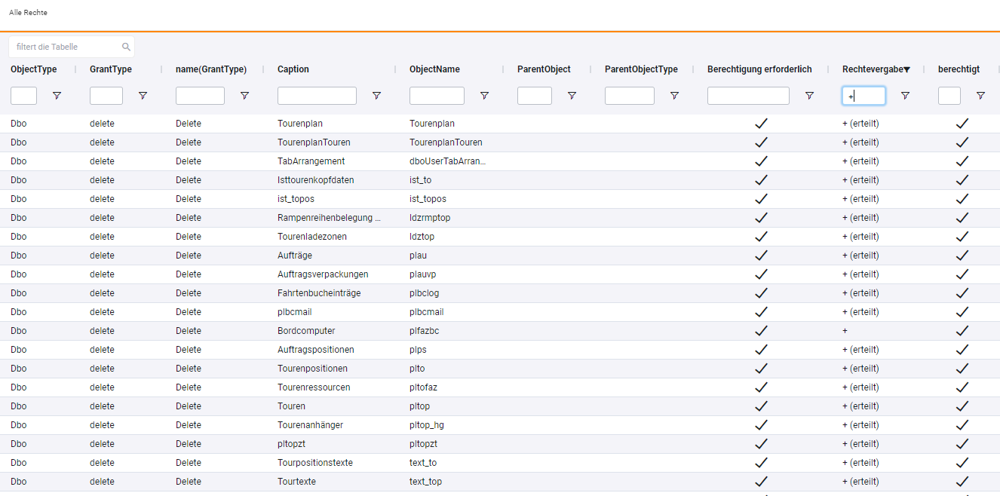 Alle Rechte
filtert die Tabelle
ObjectType GrantType name(GrantType) Caption ObjectName ParentObject ParentObjectType Berechtigung erforderlich Rechtevergabe berechtigt
+
Dbo delete Delete Tourenplan Tourenplan + (erteilt)
Dbo delete Delete TourenplanTouren TourenplanTouren + (erteilt)
Dbo delete Delete TabArrangement dboUserTabArran... + (erteilt)
Dbo delete Delete Isttourenkopfdaten ist_to + (erteilt)
Dbo delete Delete ist_topos ist_topos + (erteilt)
Dbo delete Delete Rampenreihenbelegung ... ldzrmptop + (erteilt)
Dbo delete Delete Tourenladezonen ldztop + (erteilt)
Dbo delete Delete Aufträge plau + (erteilt)
Dbo delete Delete Auftragsverpackungen plauvp + (erteilt)
Dbo delete Delete Fahrtenbucheinträge plbclog + (erteilt)
Dbo delete Delete plbcmail plbcmail + (erteilt)
Dbo delete Delete Bordcomputer plfazbc +
Dbo delete Delete Auftragspositionen plps + (erteilt)
Dbo delete Delete Tourenpositionen plto + (erteilt)
Dbo delete Delete Tourenressourcen pltofaz + (erteilt)
Dbo delete Delete Touren pltop + (erteilt)
Dbo delete Delete Tourenanhänger pltop_hg + (erteilt)
Dbo delete Delete pltopzt pltopzt + (erteilt)
Dbo delete Delete Tourpositionstexte text_to + (erteilt)
Dbo delete Delete Tourtexte text_top + (erteilt)